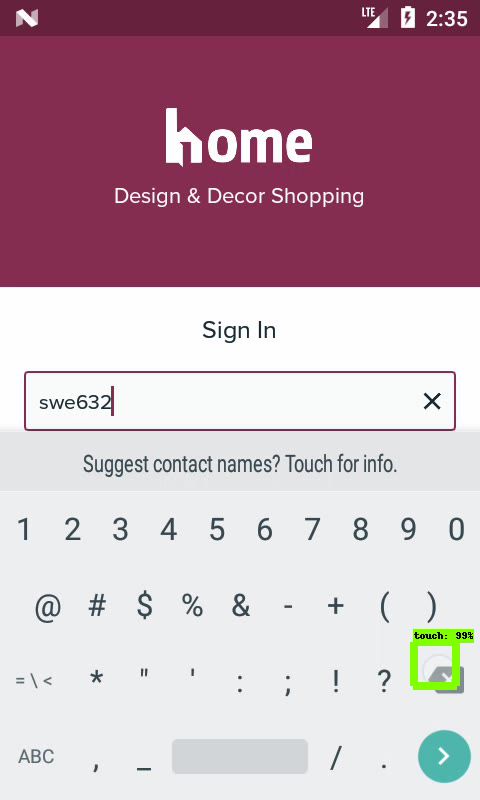 LTE 2:35
home
Design & Decor Shopping
Sign In
swe632
Suggest contact names? Touch for info.
1 2 3 4 5 6 7 8 9 0
@ # $ % & - + ( )
touch: 99%
= \ < * " ' : ; ! ?
ABC , _ / .